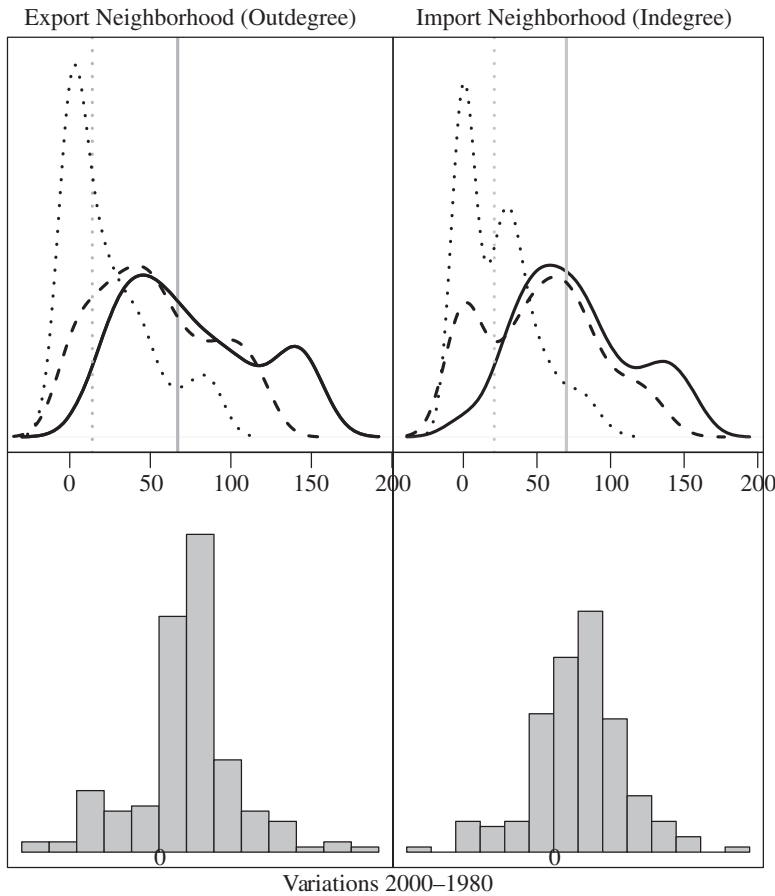 Export Neighborhood (Outdegree) Import Neighborhood (Indegree)
0 50 100 150 200 0 50 100 150 200
0 0
Variations 2000–1980